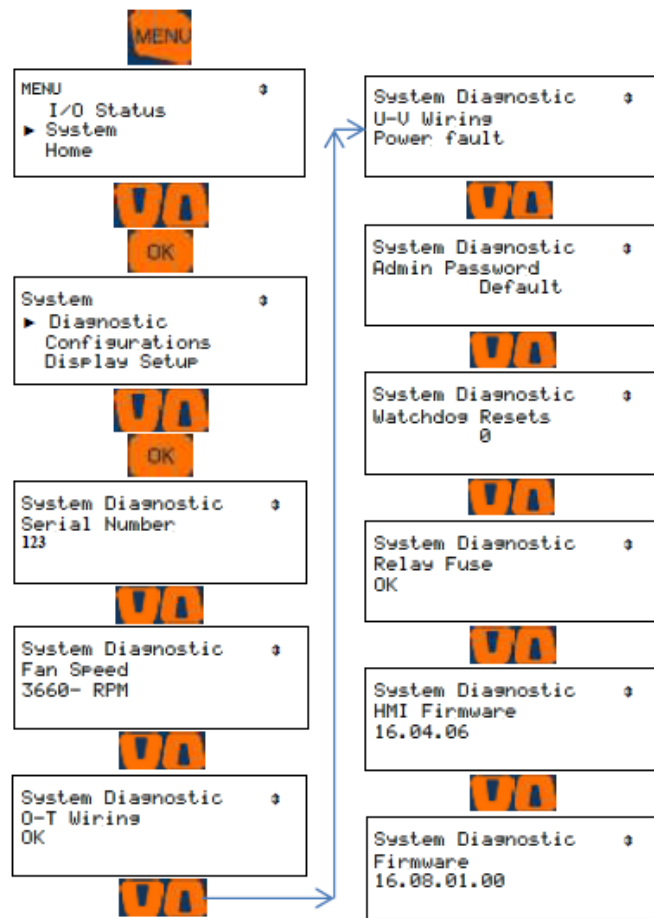 MENU
MENU
I/O Status
System
Home
OK
System
Diagnostic
Configurations
Display Setup
OK
System Diagnostic
Serial Number
123
System Diagnostic
Fan Speed
3660- RPM
System Diagnostic
O-T Wiring
OK
System Diagnostic
U-V Wiring
Power fault
System Diagnostic
Admin Password
Default
System Diagnostic
Watchdog Resets
0
System Diagnostic
Relay Fuse
OK
System Diagnostic
HMI Firmware
16.04.06
System Diagnostic
Firmware
16.08.01.00